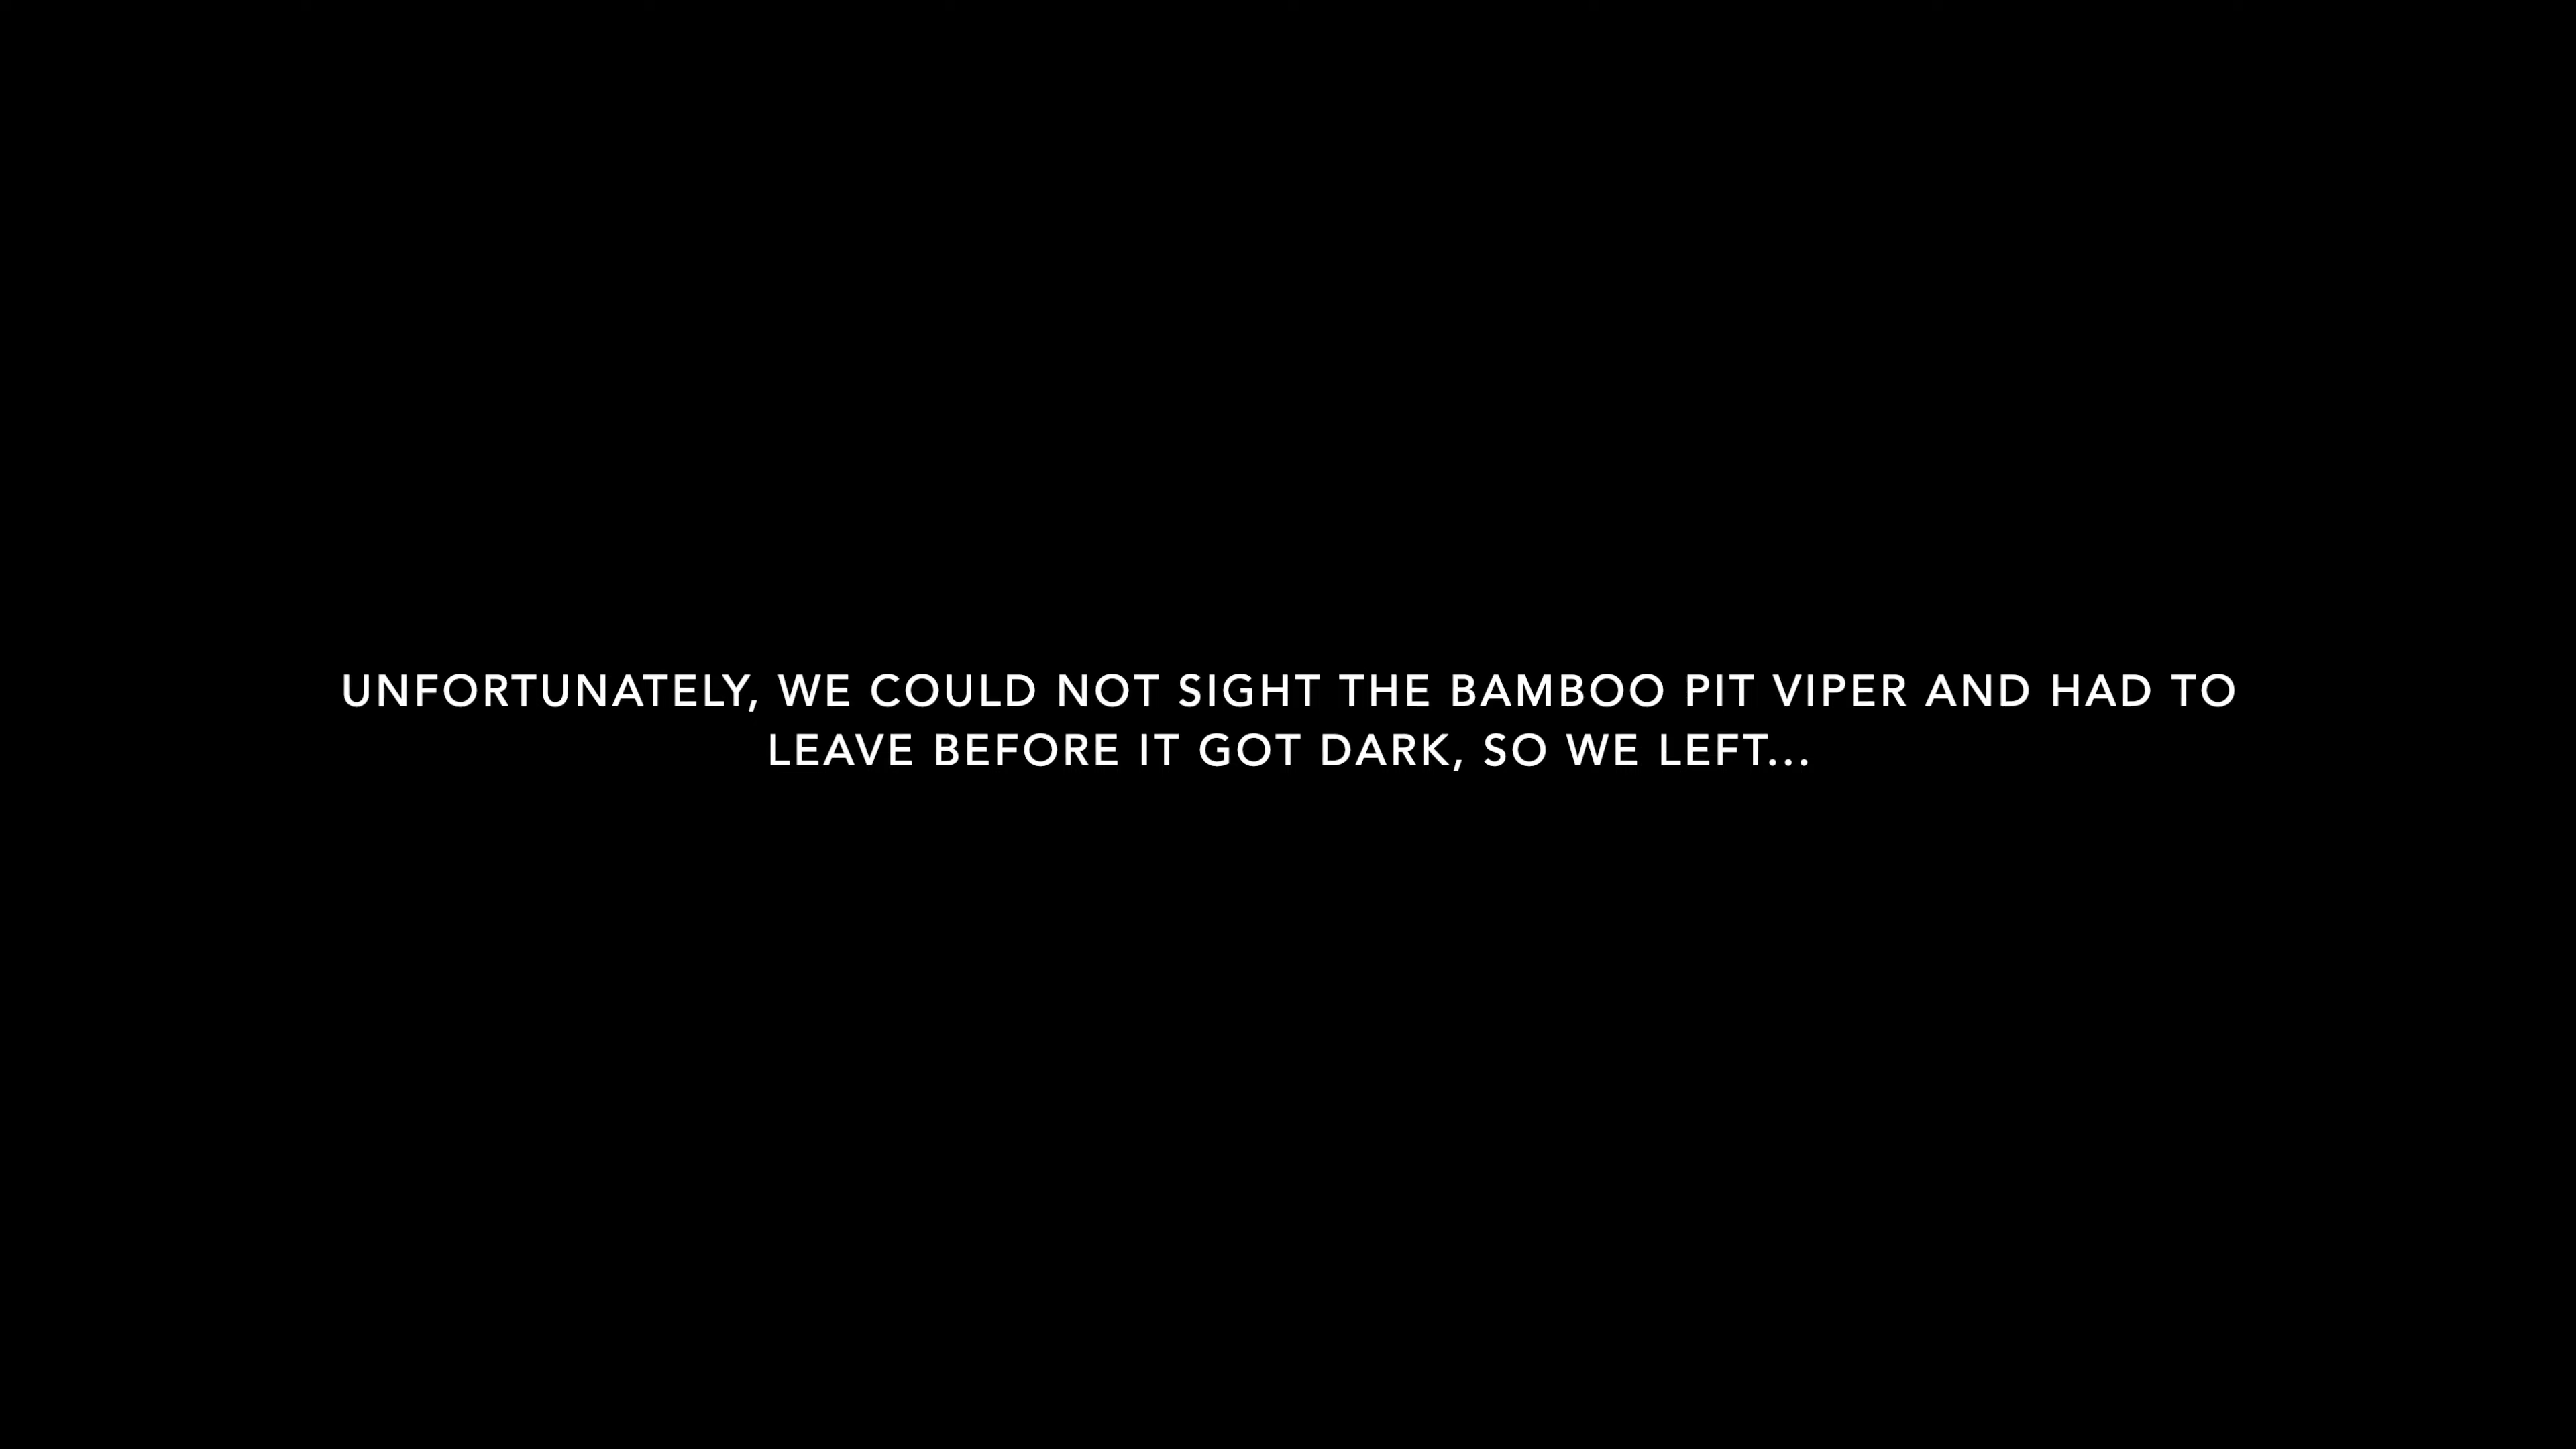 UNFORTUNATELY, WE COULD NOT SIGHT THE BAMBOO PIT VIPER AND HAD TO
LEAVE BEFORE IT GOT DARK, SO WE LEFT...